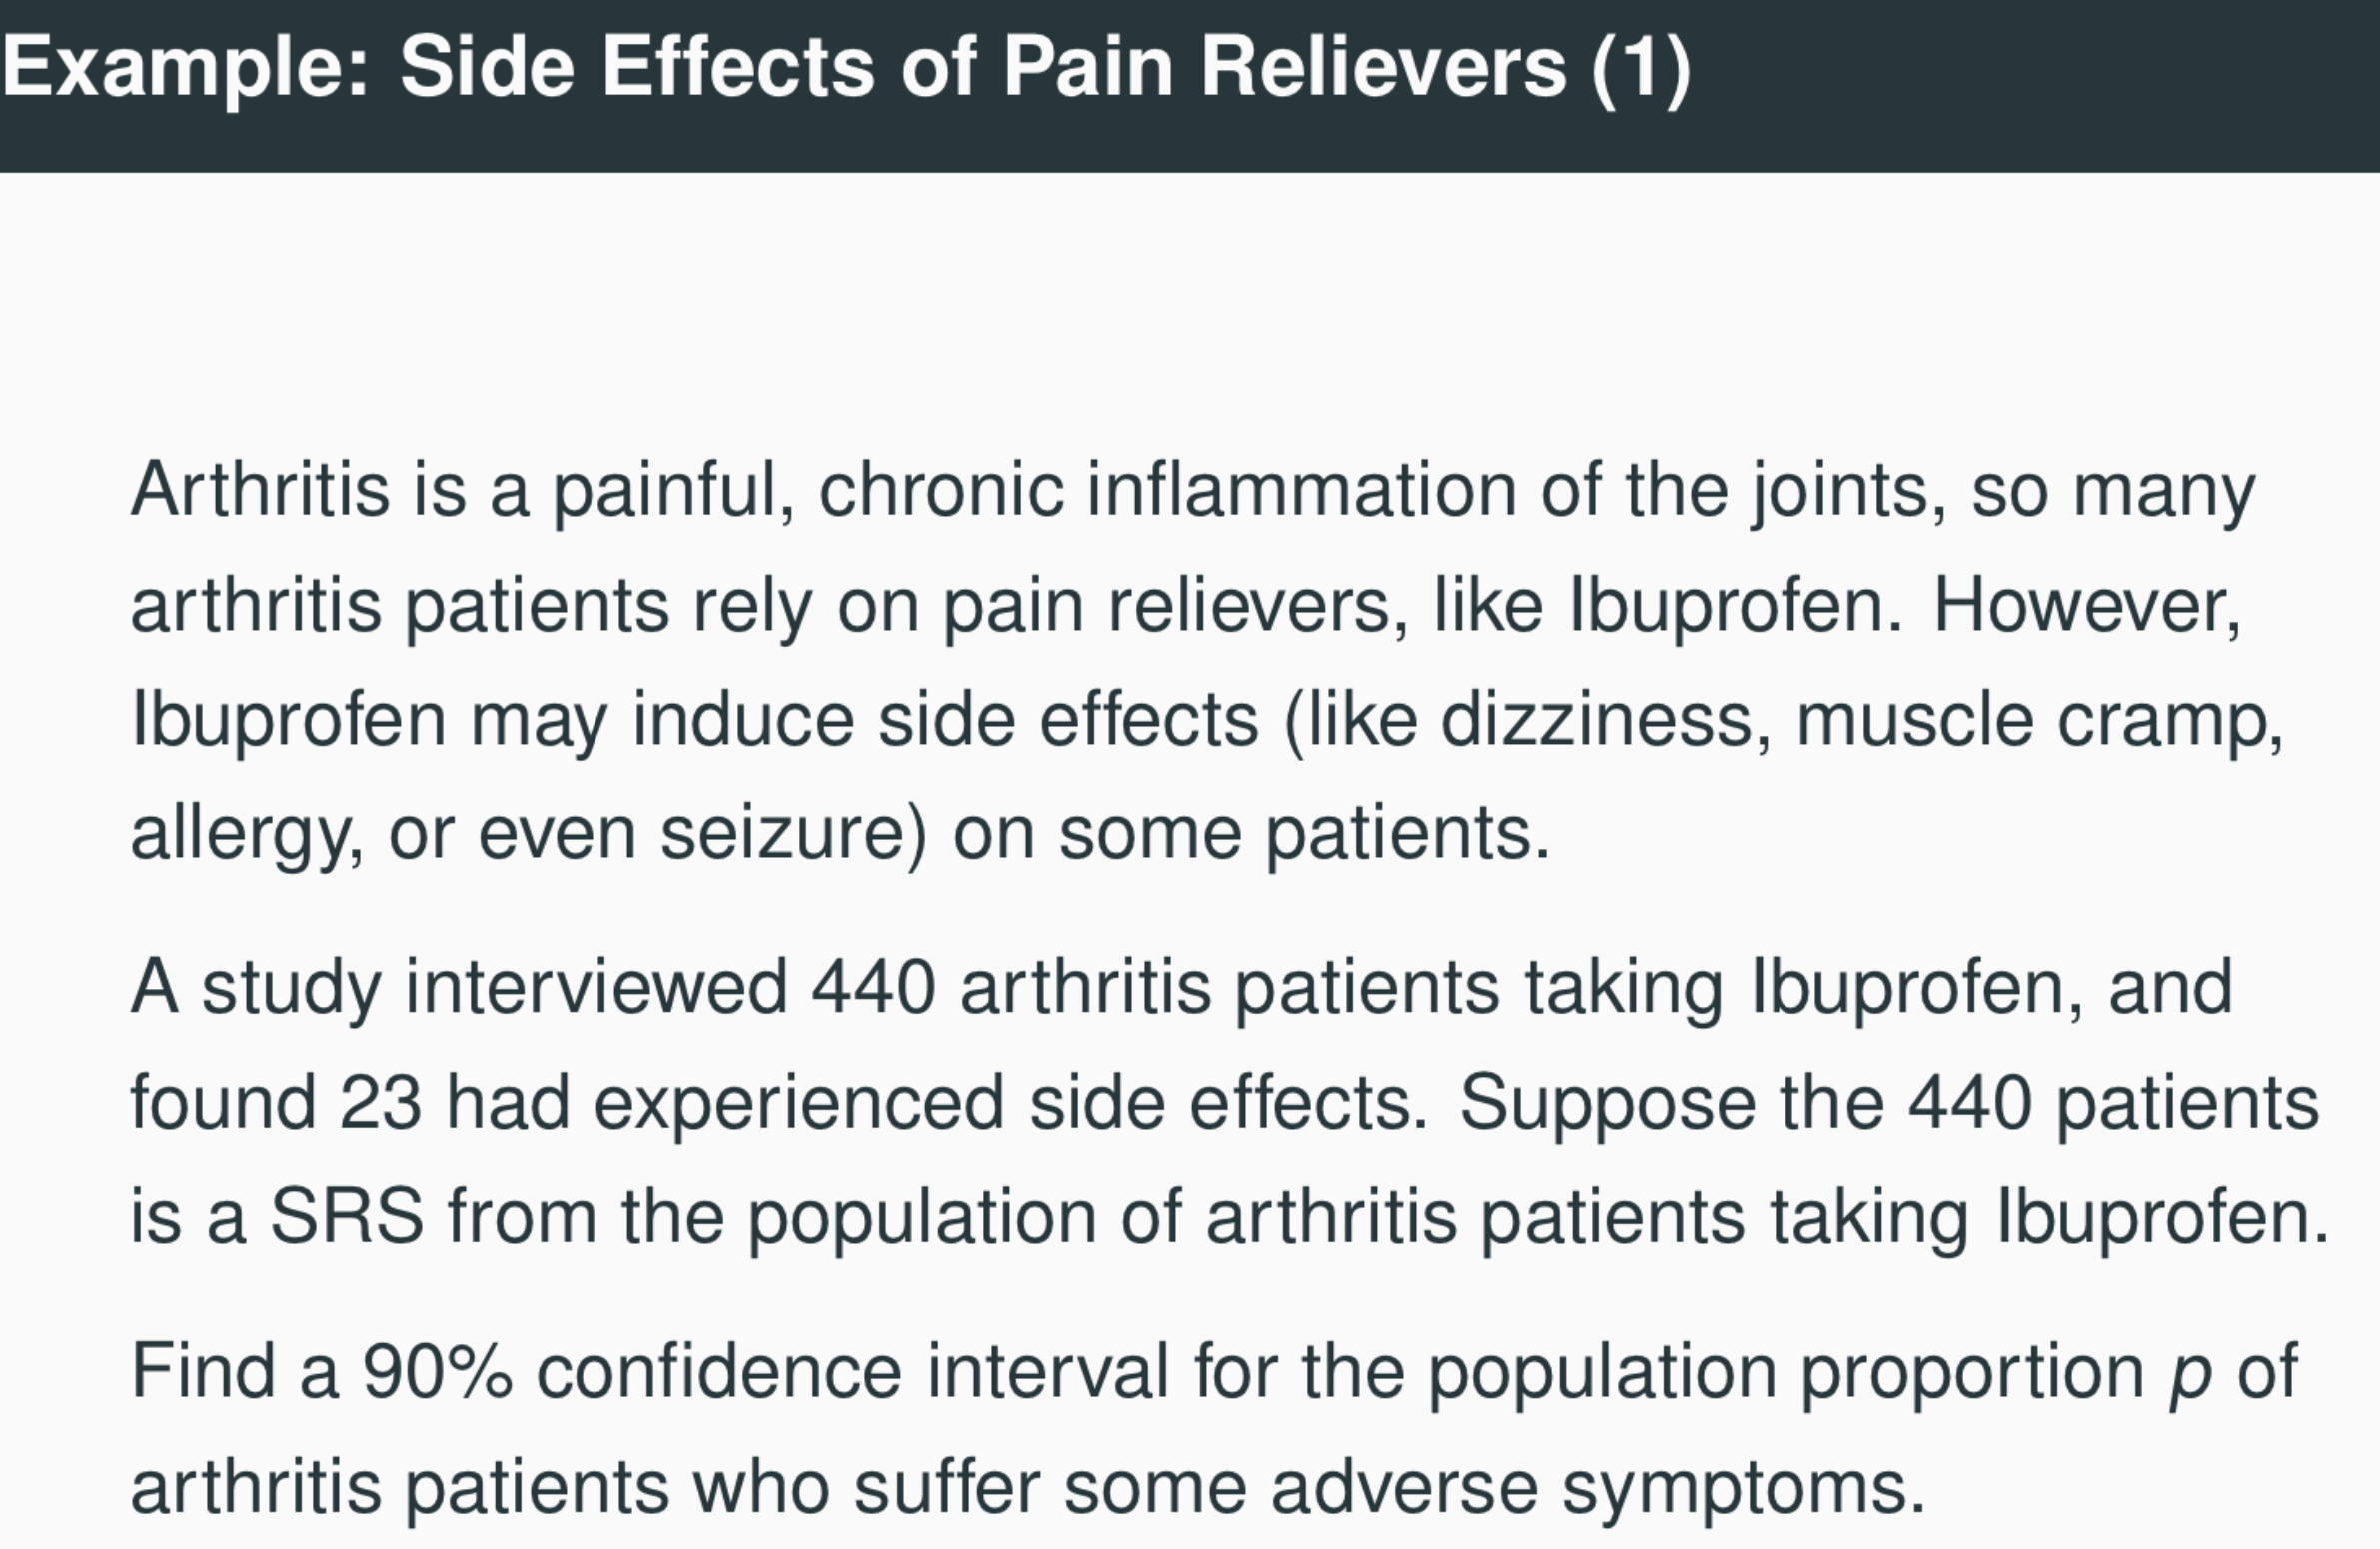 Example: Side Effects of Pain Relievers (1)
Arthritis is a painful, chronic inflammation of the joints, so many
arthritis patients rely on pain relievers, like Ibuprofen. However,
Ibuprofen may induce side effects (like dizziness, muscle cramp,
allergy, or even seizure) on some patients.
A study interviewed 440 arthritis patients taking Ibuprofen, and
found 23 had experienced side effects. Suppose the 440 patients
is a SRS from the population of arthritis patients taking Ibuprofen.
Find a 90% confidence interval for the population proportion p of
arthritis patients who suffer some adverse symptoms.